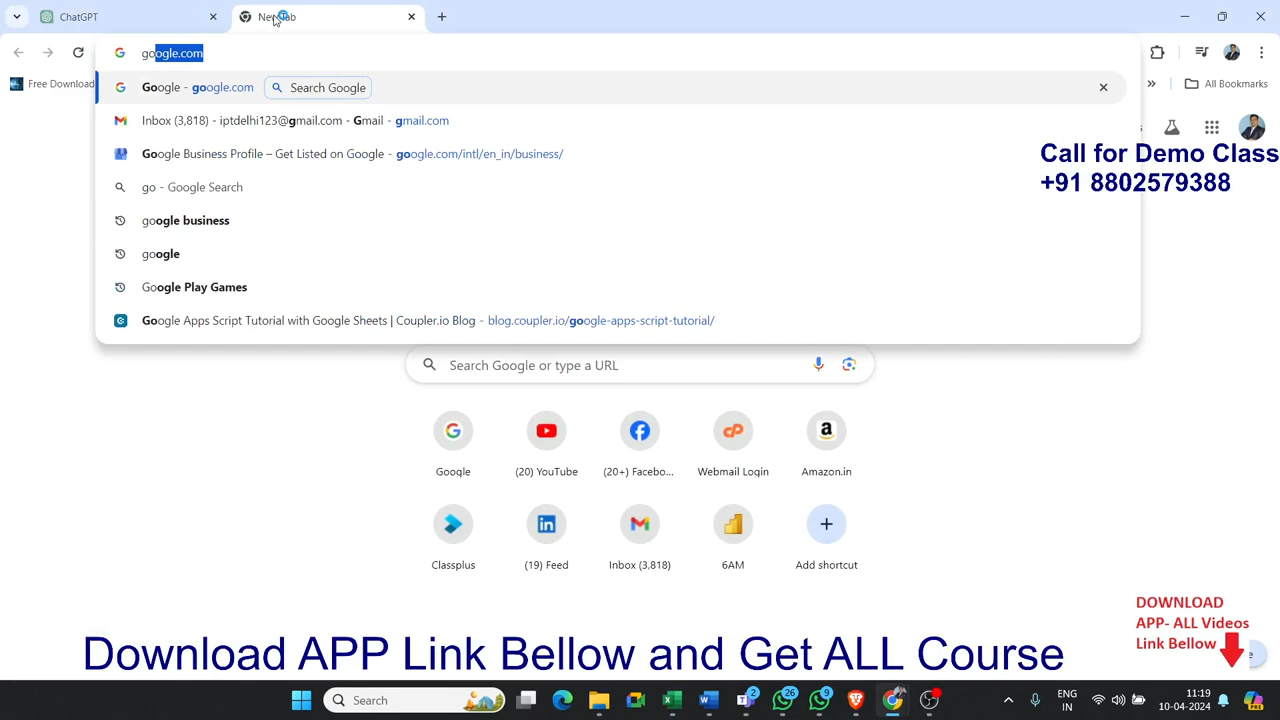 ChatGPT
New Tab
google.com
Free Download
All Bookmarks
Google - google.com Search Google
Inbox (3,818) - iptdelhi123@gmail.com - Gmail - gmail.com
Google Business Profile – Get Listed on Google - google.com/intl/en_in/business/
go - Google Search
google business
google
Google Play Games
Google Apps Script Tutorial with Google Sheets | Coupler.io Blog - blog.coupler.io/google-apps-script-tutorial/
Call for Demo Class
+91 8802579388
Search Google or type a URL
Google
(20) YouTube
(20+) Facebo...
Webmail Login
Amazon.in
Classplus
(19) Feed
Inbox (3,818)
6AM
Add shortcut
DOWNLOAD
APP- ALL Videos
Link Bellow
Download APP Link Bellow and Get ALL Course
Search
2
26
9
ENG
IN
11:19
10-04-2024